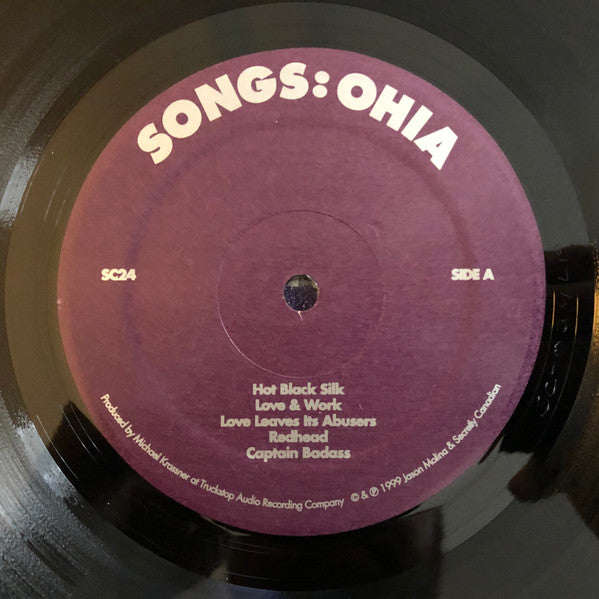 SONGS: OHIA
SC24
SIDE A
Hot Black Silk
Love & Work
Love Leaves Its Abusers
Redhead
Captain Badass
Produced by Michael Krassner at Truckstop Audio Recording Company © & ℗ 1999 Jason Molina & Secretly Canadian